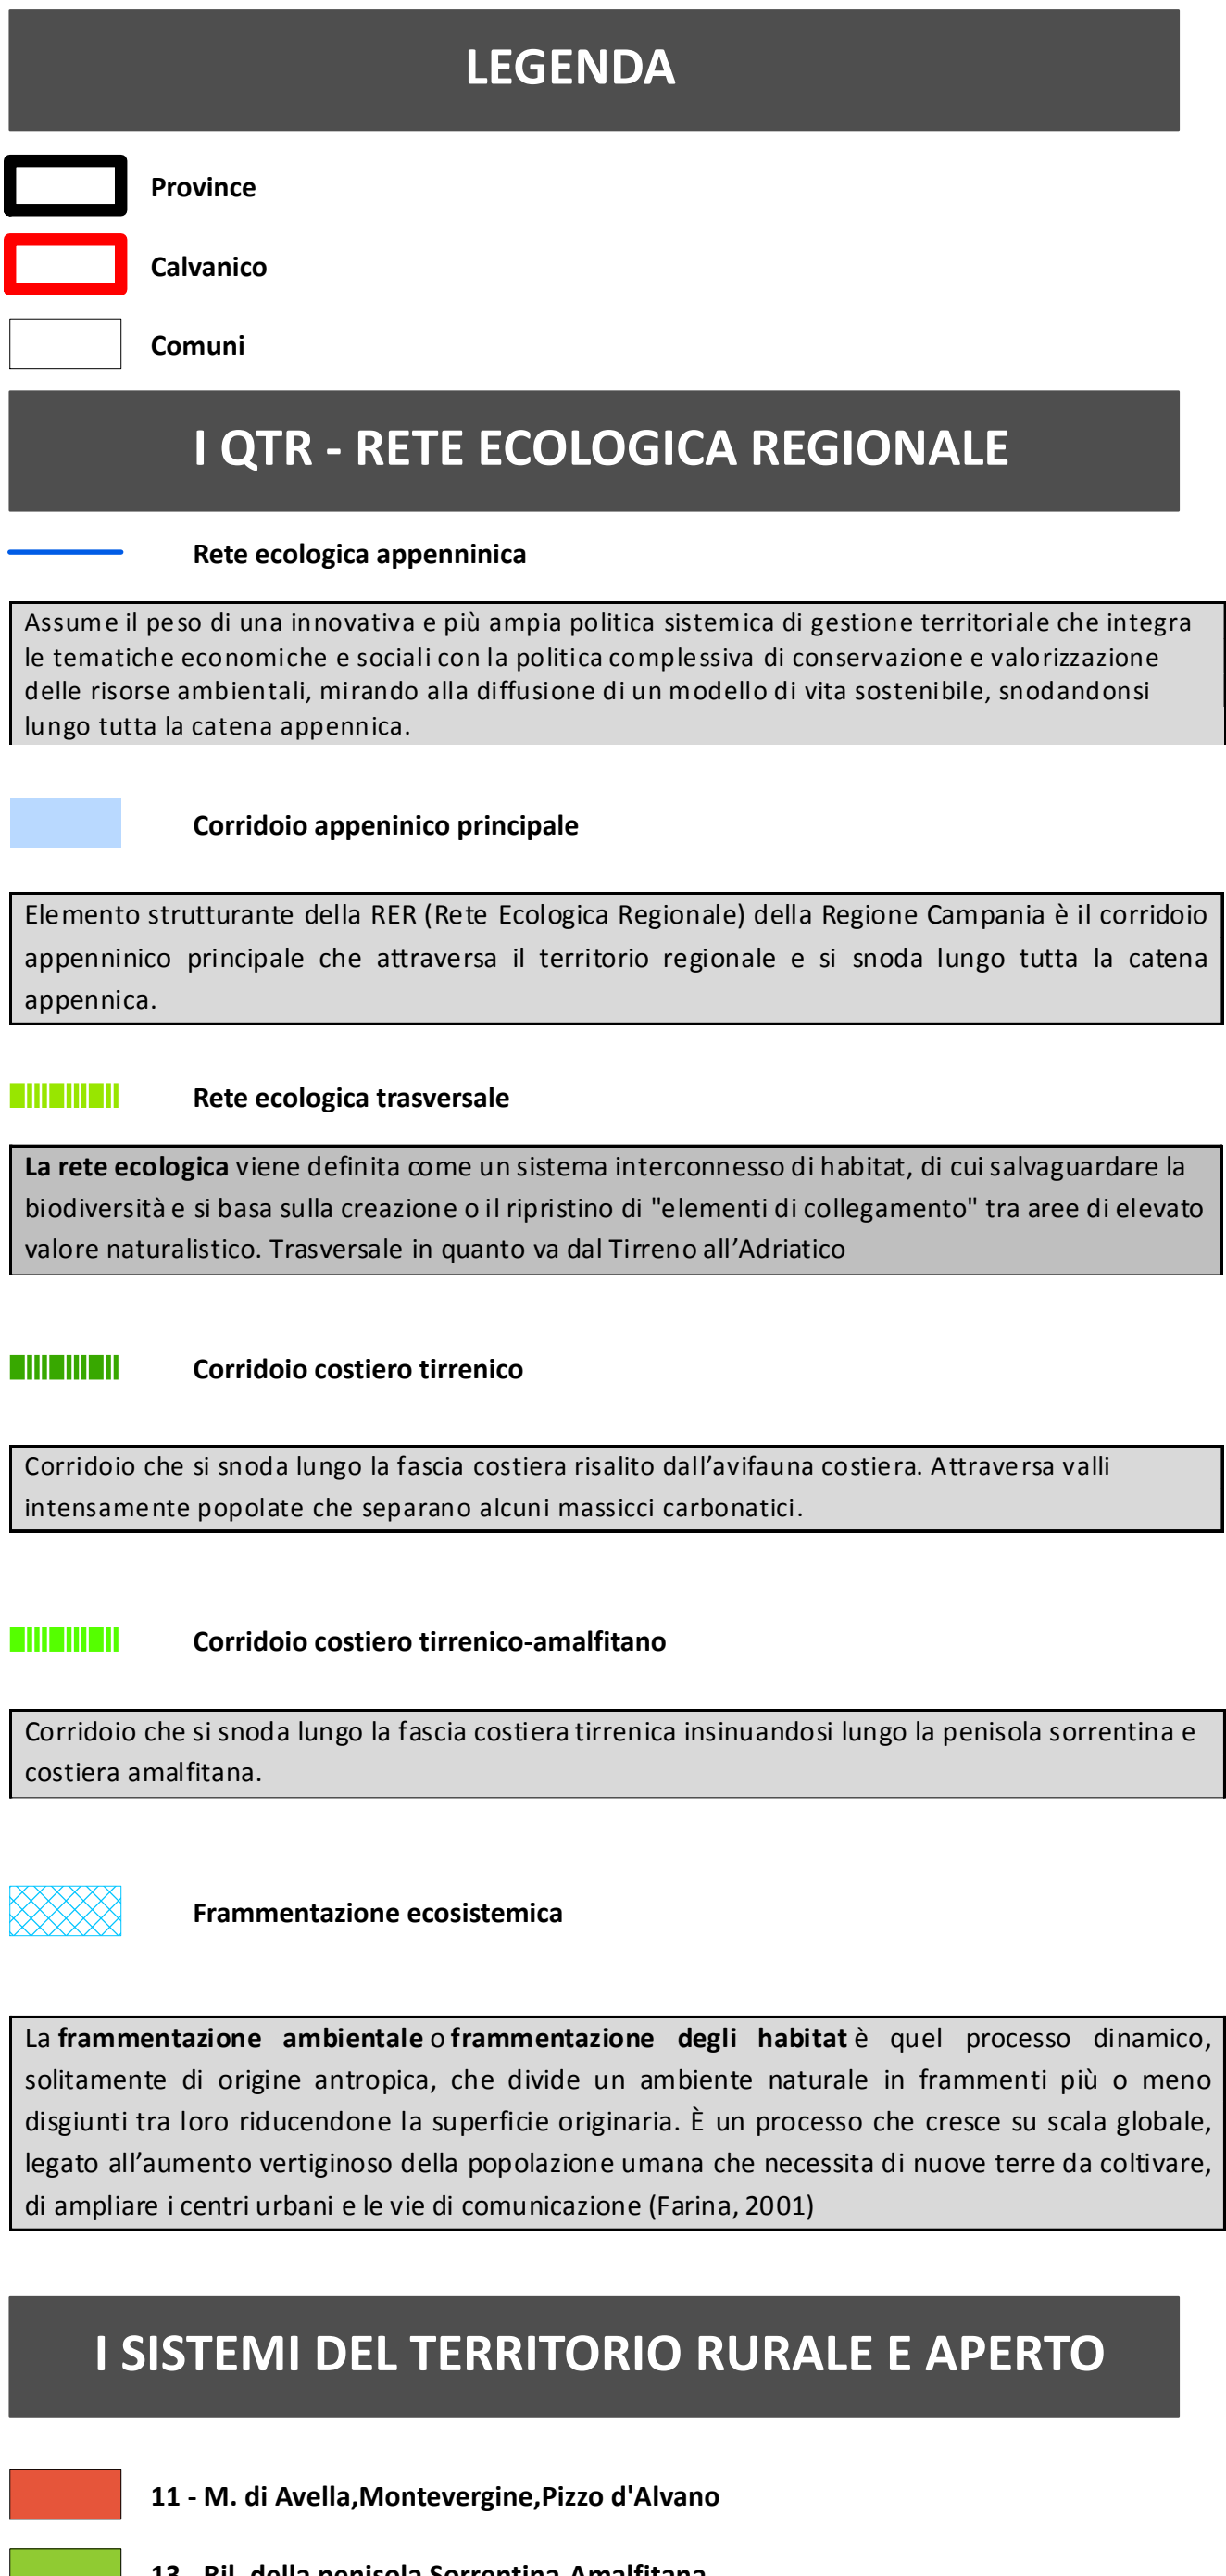 LEGENDA
Province
Calvanico
Comuni
I QTR - RETE ECOLOGICA REGIONALE
Rete ecologica appenninica
Assume il peso di una innovativa e più ampia politica sistemica di gestione territoriale che integra
le tematiche economiche e sociali con la politica complessiva di conservazione e valorizzazione
delle risorse ambientali, mirando alla diffusione di un modello di vita sostenibile, snodandonsi
lungo tutta la catena appennica.
Corridoio appeninico principale
Elemento strutturante della RER (Rete Ecologica Regionale) della Regione Campania è il corridoio
appenninico principale che attraversa il territorio regionale e si snoda lungo tutta la catena
appennica.
Rete ecologica trasversale
La rete ecologica viene definita come un sistema interconnesso di habitat, di cui salvaguardare la
biodiversità e si basa sulla creazione o il ripristino di "elementi di collegamento" tra aree di elevato
valore naturalistico. Trasversale in quanto va dal Tirreno all’Adriatico
Corridoio costiero tirrenico
Corridoio che si snoda lungo la fascia costiera risalito dall’avifauna costiera. Attraversa valli
intensamente popolate che separano alcuni massicci carbonatici.
Corridoio costiero tirrenico-amalfitano
Corridoio che si snoda lungo la fascia costiera tirrenica insinuandosi lungo la penisola sorrentina e
costiera amalfitana.
Frammentazione ecosistemica
La frammentazione ambientale o frammentazione degli habitat è quel processo dinamico,
solitamente di origine antropica, che divide un ambiente naturale in frammenti più o meno
disgiunti tra loro riducendone la superficie originaria. È un processo che cresce su scala globale,
legato all’aumento vertiginoso della popolazione umana che necessita di nuove terre da coltivare,
di ampliare i centri urbani e le vie di comunicazione (Farina, 2001)
I SISTEMI DEL TERRITORIO RURALE E APERTO
11 - M. di Avella,Montevergine,Pizzo d'Alvano
13 - Ril. della penisola Sorrentina-Amalfitana